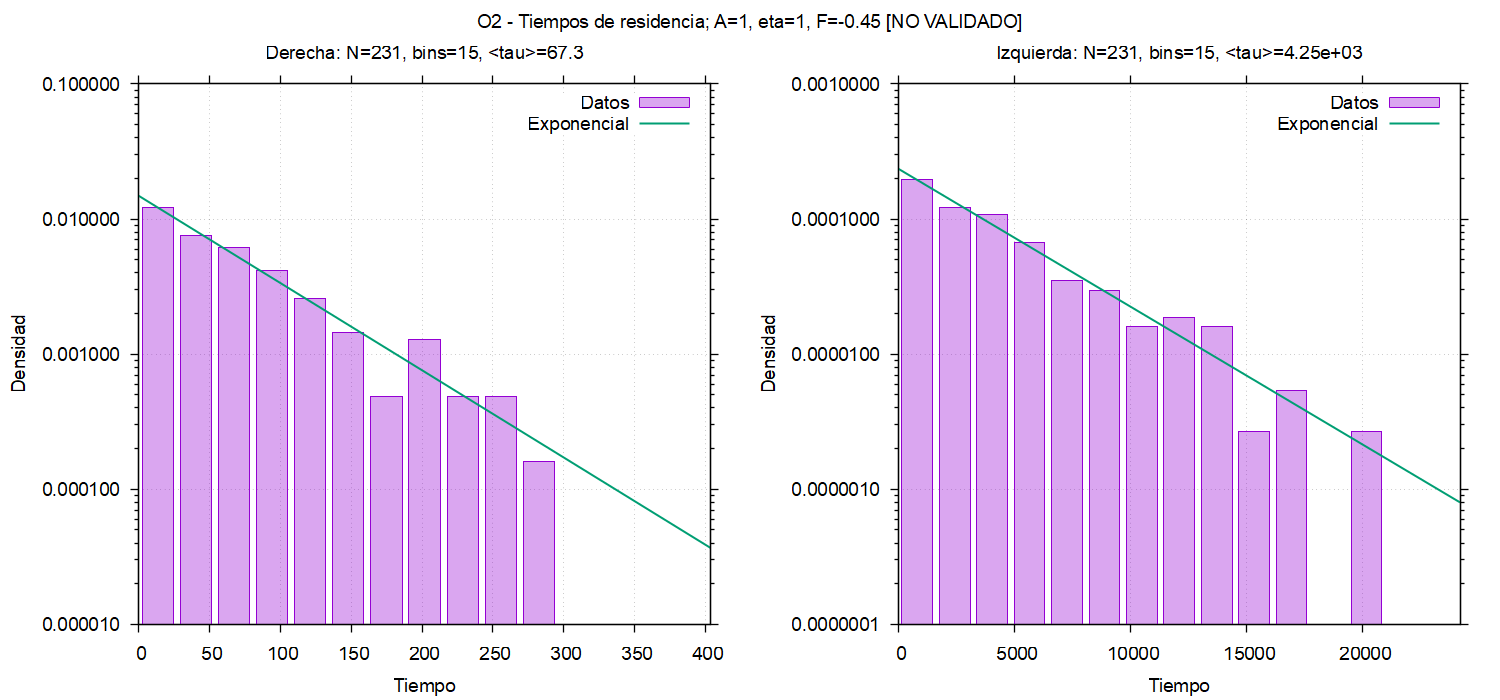 O2 - Tiempos de residencia; A=1, eta=1, F=-0.45 [NO VALIDADO]
Derecha: N=231, bins=15, <tau>=67.3
Datos
Exponencial
0.100000
0.010000
0.001000
0.000100
0.000010
Densidad
0 50 100 150 200 250 300 350 400
Tiempo
Izquierda: N=231, bins=15, <tau>=4.25e+03
Datos
Exponencial
0.0010000
0.0001000
0.0000100
0.0000010
0.0000001
Densidad
0 5000 10000 15000 20000
Tiempo